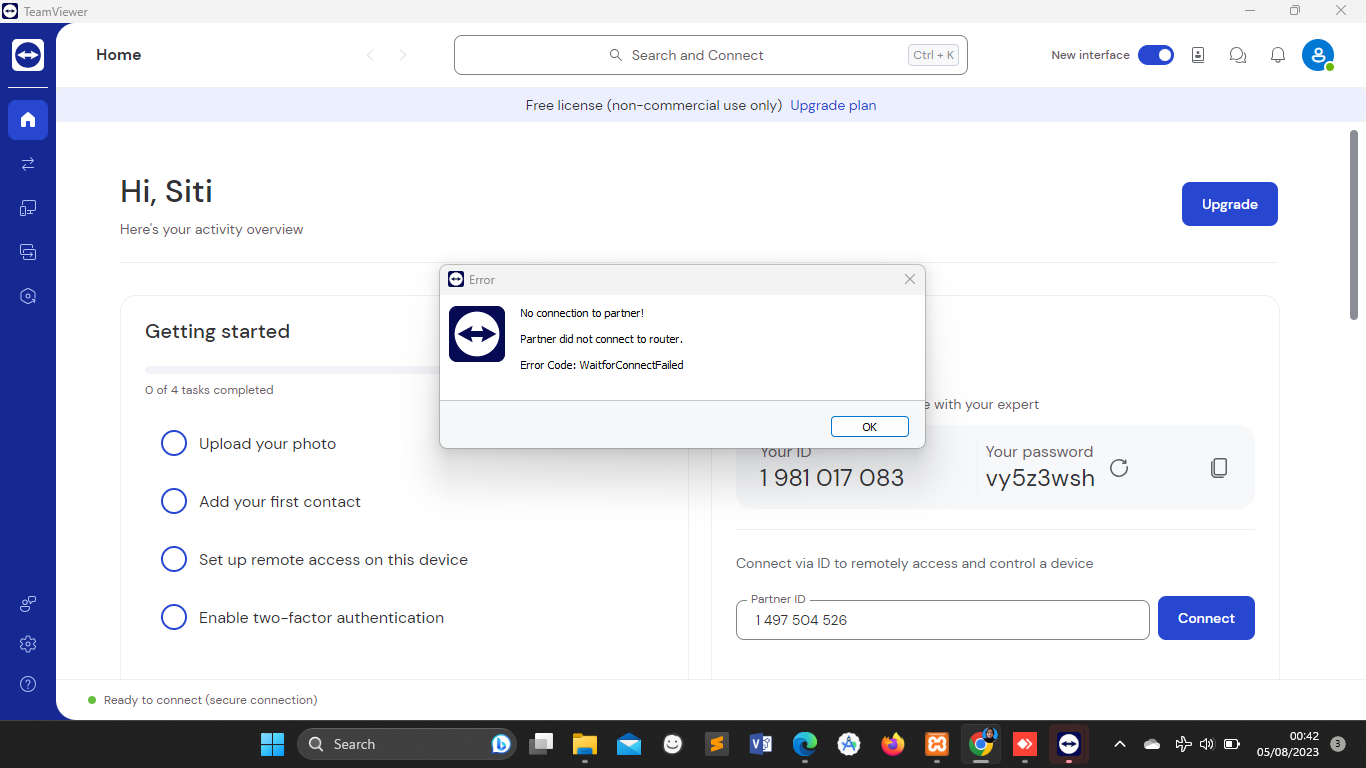 TeamViewer
Home
Search and Connect
Ctrl + K
New interface
Free license (non-commercial use only) Upgrade plan
Hi, Siti
Here's your activity overview
Upgrade
Error
No connection to partner!
Partner did not connect to router.
Error Code: WaitforConnectFailed
OK
Getting started
0 of 4 tasks completed
Upload your photo
Add your first contact
Set up remote access on this device
Enable two-factor authentication
with your expert
Your ID
1 981 017 083
Your password
vy5z3wsh
Connect via ID to remotely access and control a device
Partner ID
1 497 504 526
Connect
Ready to connect (secure connection)
Search
00:42
05/08/2023
3